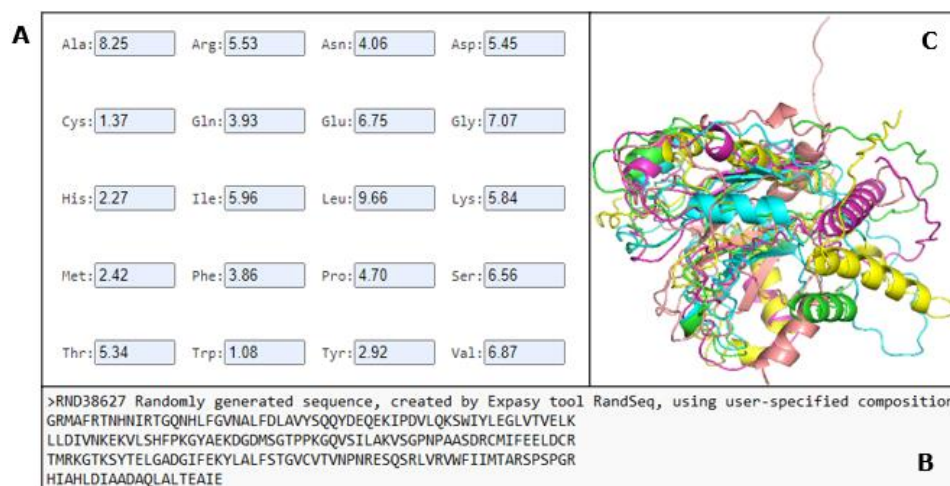 A
Ala: 8.25 Arg: 5.53 Asn: 4.06 Asp: 5.45
Cys: 1.37 Gln: 3.93 Glu: 6.75 Gly: 7.07
His: 2.27 Ile: 5.96 Leu: 9.66 Lys: 5.84
Met: 2.42 Phe: 3.86 Pro: 4.70 Ser: 6.56
Thr: 5.34 Trp: 1.08 Tyr: 2.92 Val: 6.87
C
>RND38627 Randomly generated sequence, created by Expasy tool RandSeq, using user-specified composition
GRMAFRTNHNIRTGQNHLFGVNALFDLAVYSQQYDEQEKIPDVLQKSWIYLEGLVTVELK
LLDIVNKEKVLSHFPKGYAEKDGDMSGTPPKGQVSILAKVSGPNPAASDRCMIFEELDCR
TMRKGTKSYTELGADGIFEKYLALFSTGVCVTVNPNRESQSRLVRVWFIIMTARSPSPGR
HIAHLDIAADAQLALTEAIE
B